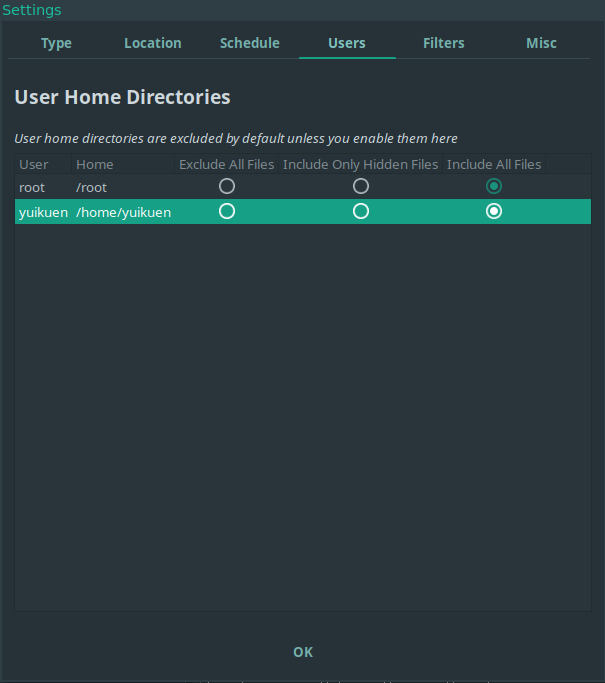 Settings
Type Location Schedule Users Filters Misc
User Home Directories
User home directories are excluded by default unless you enable them here
User Home Exclude All Files Include Only Hidden Files Include All Files
root /root
yuikuen /home/yuikuen
OK